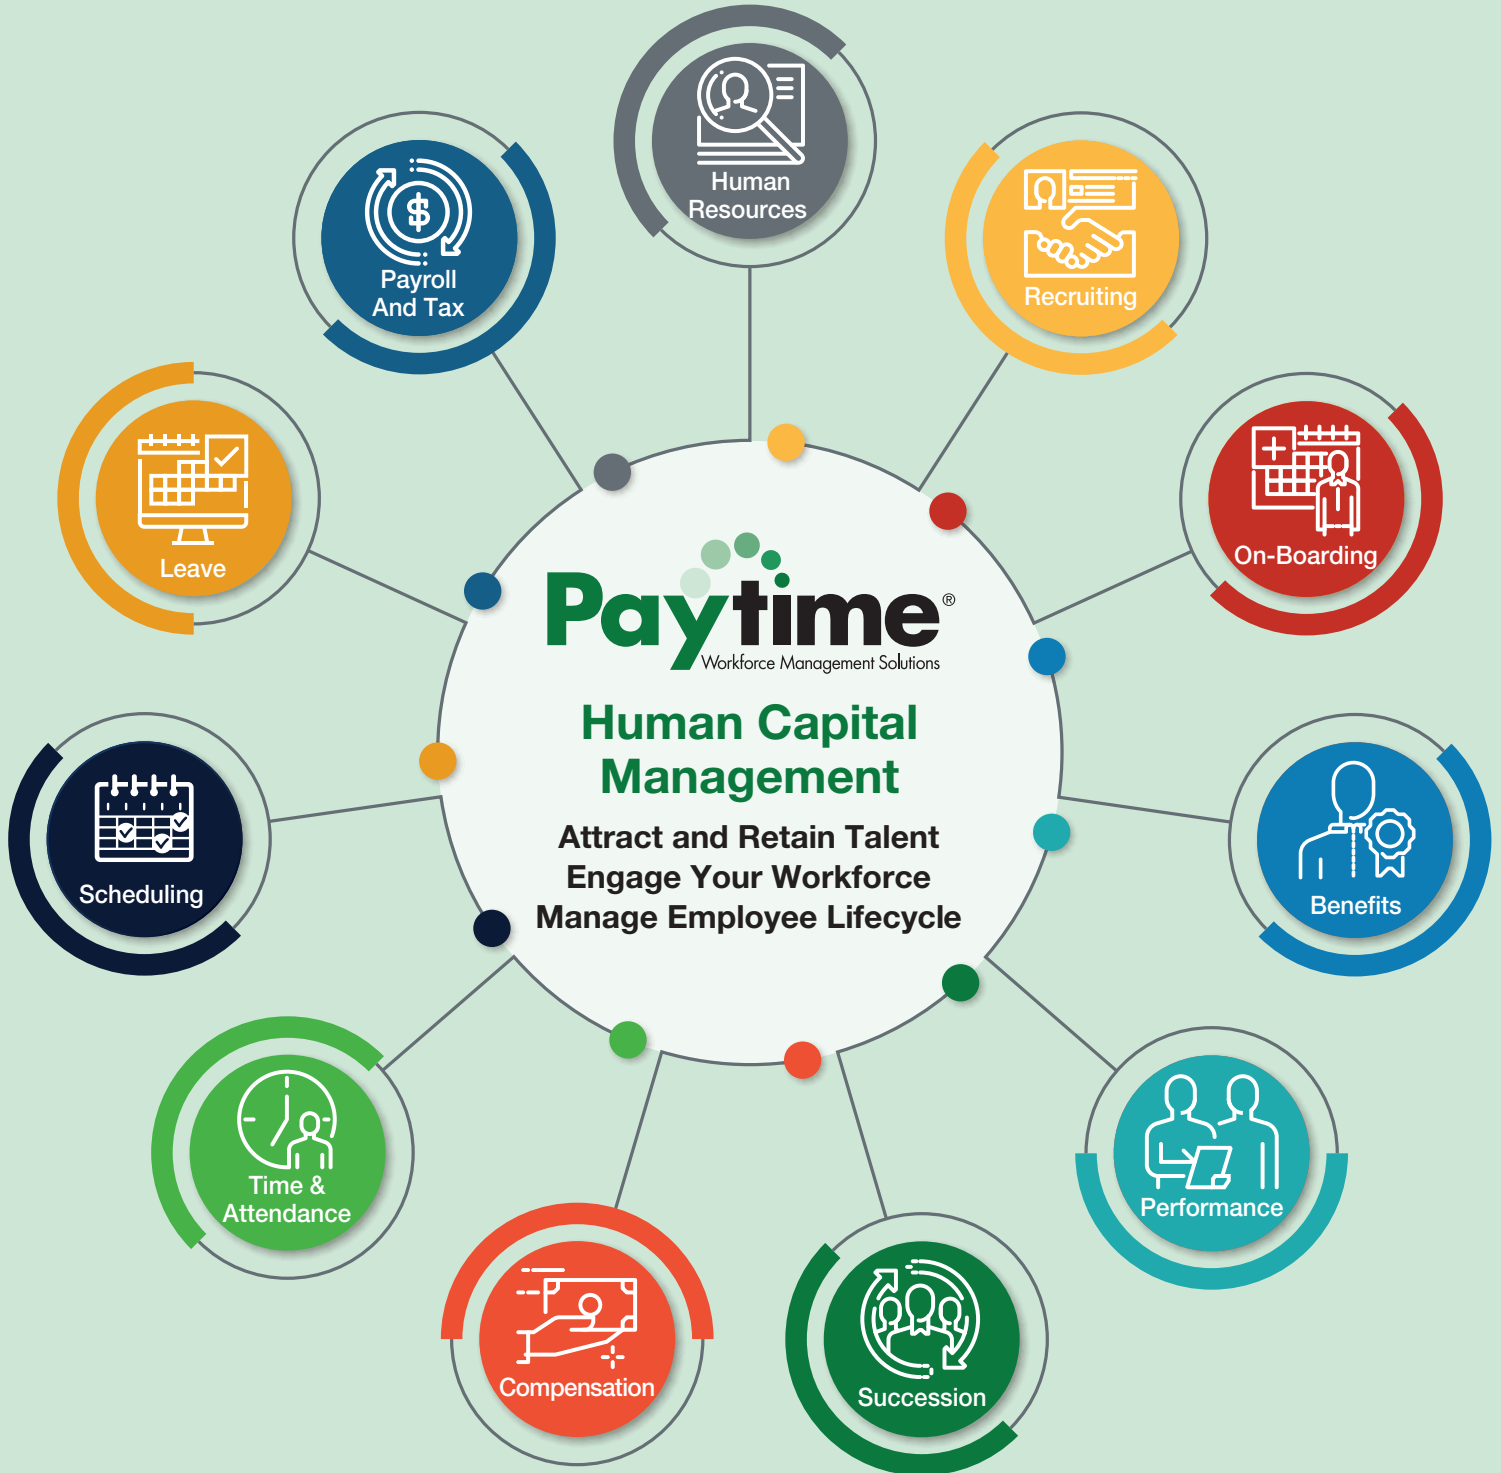 Human
Resources
Recruiting
On-Boarding
Benefits
Performance
Succession
Compensation
Time &
Attendance
Scheduling
Leave
Payroll
And Tax
Paytime®
Workforce Management Solutions
Human Capital
Management
Attract and Retain Talent
Engage Your Workforce
Manage Employee Lifecycle